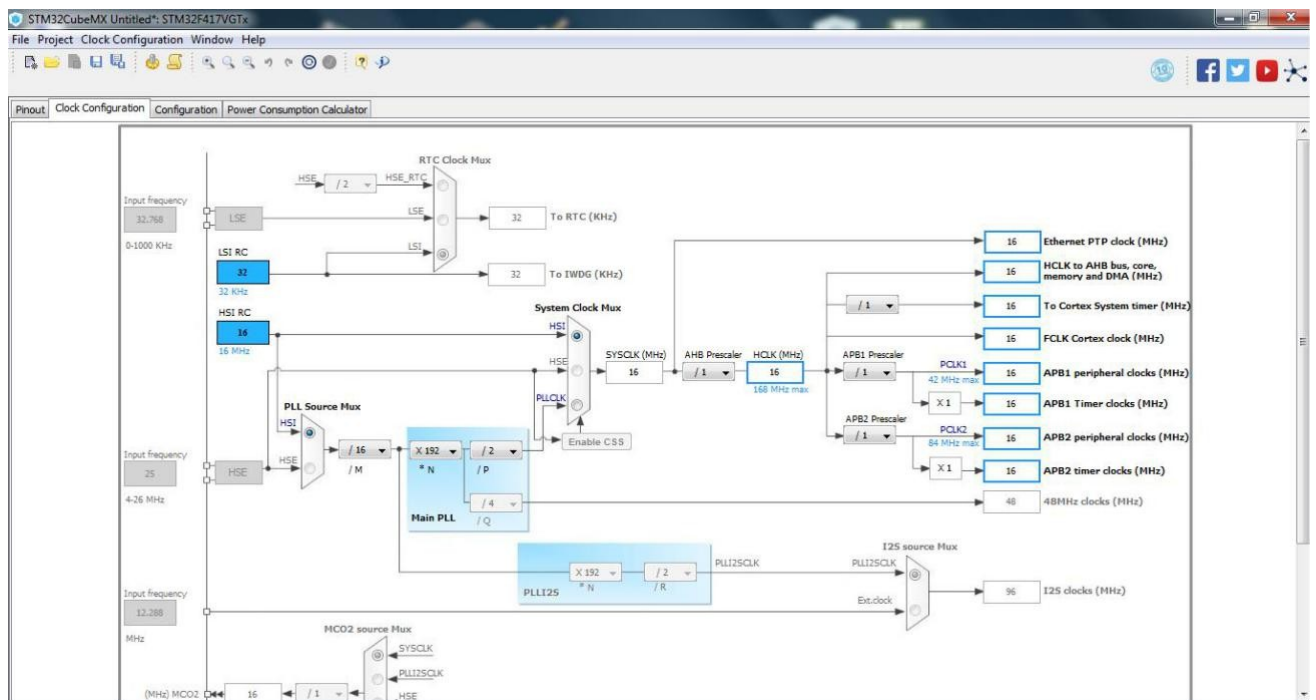 STM32CubeMX Untitled*: STM32F417VGTx
File Project Clock Configuration Window Help
Pinout Clock Configuration Configuration Power Consumption Calculator
RTC Clock Mux
HSE / 2 HSE_RTC
Input frequency
32.768 LSE LSE 32 To RTC (KHz)
0-1000 KHz
LSI RC LSI
32 32 To IWDG (KHz)
32 KHz
16 Ethernet PTP clock (MHz)
16 HCLK to AHB bus, core,
memory and DMA (MHz)
HSI RC System Clock Mux / 1 16 To Cortex System timer (MHz)
16 HSI
16 MHz
16 FCLK Cortex clock (MHz)
SYSCLK (MHz) AHB Prescaler HCLK (MHz) APB1 Prescaler
HSE 16 / 1 16 / 1 PCLK1 16 APB1 peripheral clocks (MHz)
168 MHz max 42 MHz max
PLL Source Mux PLLCLK X 1 16 APB1 Timer clocks (MHz)
HSI APB2 Prescaler
Enable CSS / 1 PCLK2 16 APB2 peripheral clocks (MHz)
84 MHz max
/ 16 X 192 / 2
Input frequency HSE / M * N / P X 1 16 APB2 timer clocks (MHz)
25 HSE
4-26 MHz / 4 48 48MHz clocks (MHz)
Main PLL / Q
I2S source Mux
X 192 / 2 PLLI2SCLK PLLI2SCLK
PLLI2S * N / R 96 I2S clocks (MHz)
Input frequency Ext.clock
12.288
MHz
MCO2 source Mux
SYSCLK
PLLI2SCLK
(MHz) MCO2 16 / 1 HSE